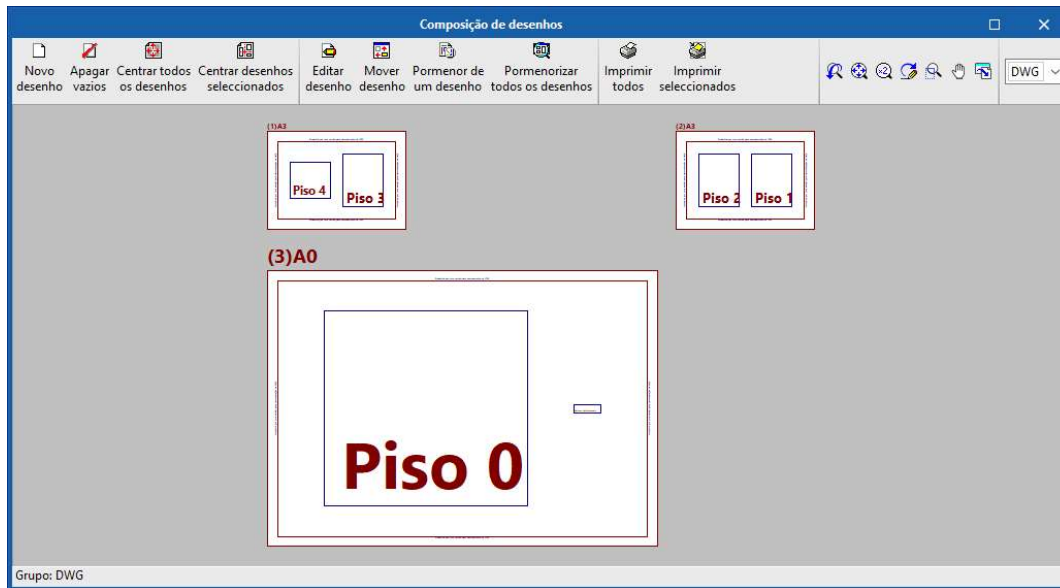 Composição de desenhos
Novo desenho
Apagar vazios
Centrar todos os desenhos
Centrar desenhos seleccionados
Editar desenho
Mover desenho
Pormenor de um desenho
Pormenorizar todos os desenhos
Imprimir todos
Imprimir seleccionados
DWG
(1)A3
Piso 4
Piso 3
(2)A3
Piso 2
Piso 1
(3)A0
Piso 0
Grupo: DWG